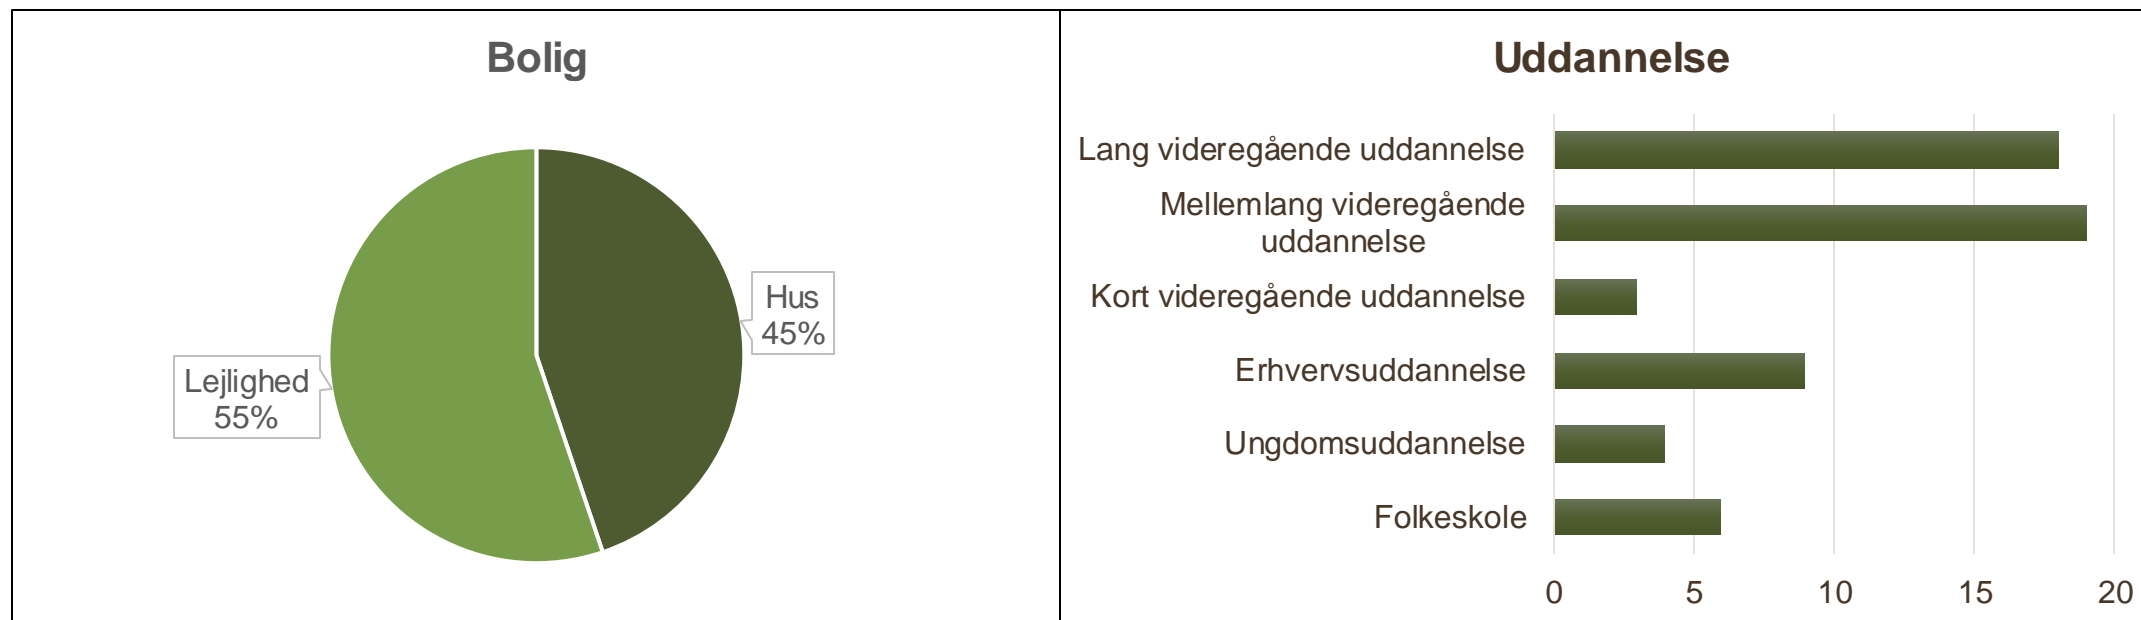 Bolig
Hus
45%
Lejlighed
55%
Uddannelse
Lang videregående uddannelse
Mellemlang videregående
uddannelse
Kort videregående uddannelse
Erhvervsuddannelse
Ungdomsuddannelse
Folkeskole
0 5 10 15 20